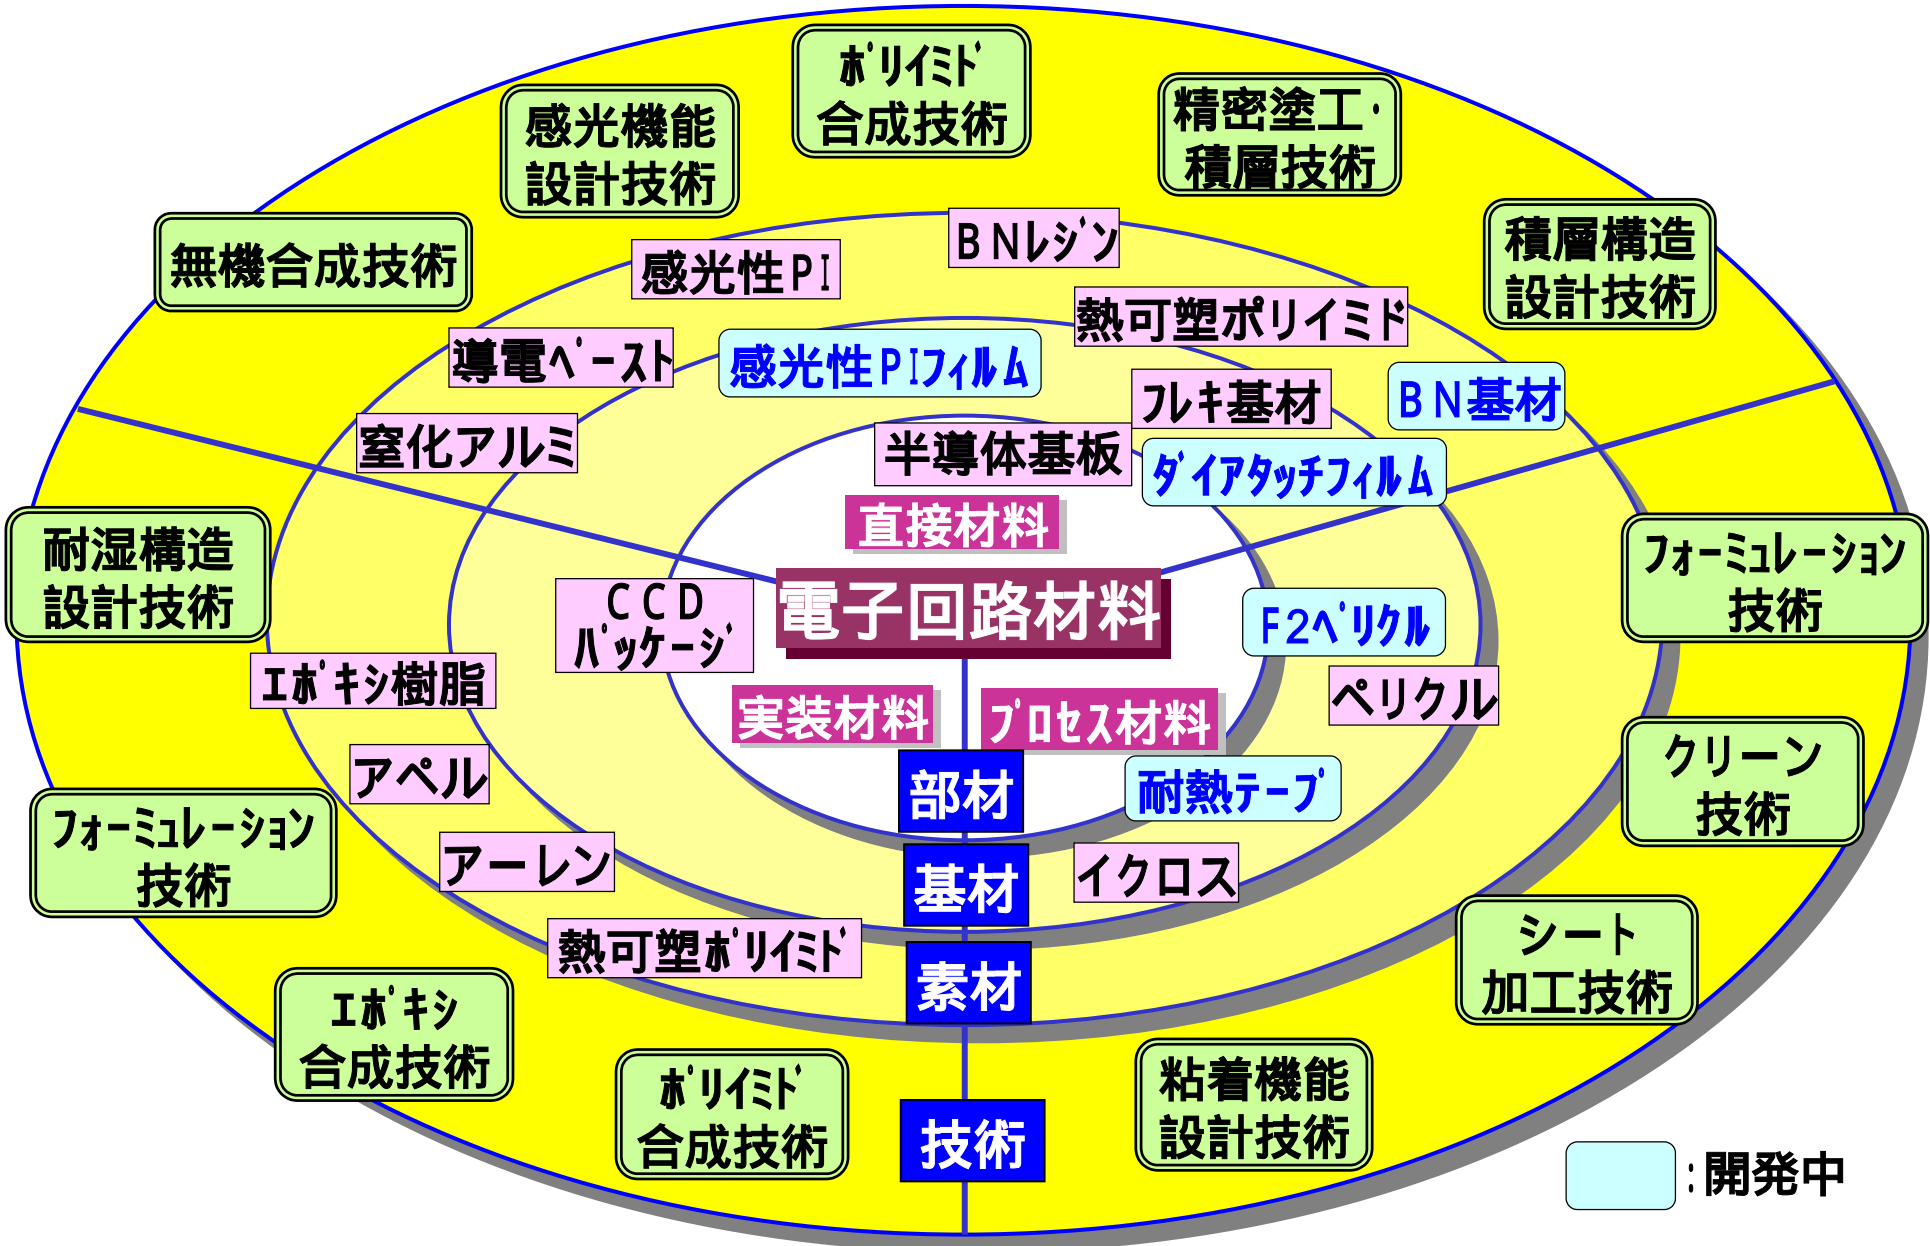 ﾎﾟﾘｲﾐﾄﾞ
合成技術
感光機能
設計技術
精密塗工・
積層技術
無機合成技術
積層構造
設計技術
ＢＮﾚｼﾞﾝ
感光性ＰＩ
熱可塑ポリイミド
導電ﾍﾟｰｽﾄ
感光性ＰＩﾌｨﾙﾑ
ﾌﾚｷ基材
ＢＮ基材
窒化アルミ
半導体基板
ﾀﾞｲｱﾀｯﾁﾌｨﾙﾑ
直接材料
耐湿構造
設計技術
フォーミュレーション
技術
ＣＣＤ
ﾊﾟｯｹｰｼﾞ
電子回路材料
Ｆ２ﾍﾟﾘｸﾙ
ｴﾎﾟｷｼ樹脂
ペリクル
実装材料
ﾌﾟﾛｾｽ材料
クリーン
技術
アペル
部材
耐熱ﾃｰﾌﾟ
フォーミュレーション
技術
アーレン
基材
イクロス
熱可塑ﾎﾟﾘｲﾐﾄﾞ
素材
シート
加工技術
ｴﾎﾟｷｼ
合成技術
ﾎﾟﾘｲﾐﾄﾞ
合成技術
技術
粘着機能
設計技術
：開発中